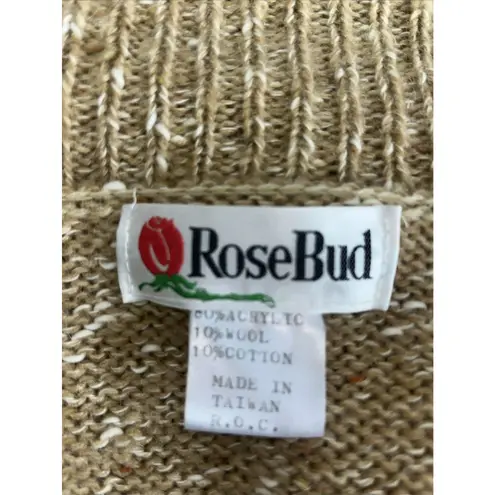 RoseBud
80%ACRYLIC
10%WOOL
10%COTTON
MADE IN
TAIWAN
R.O.C.